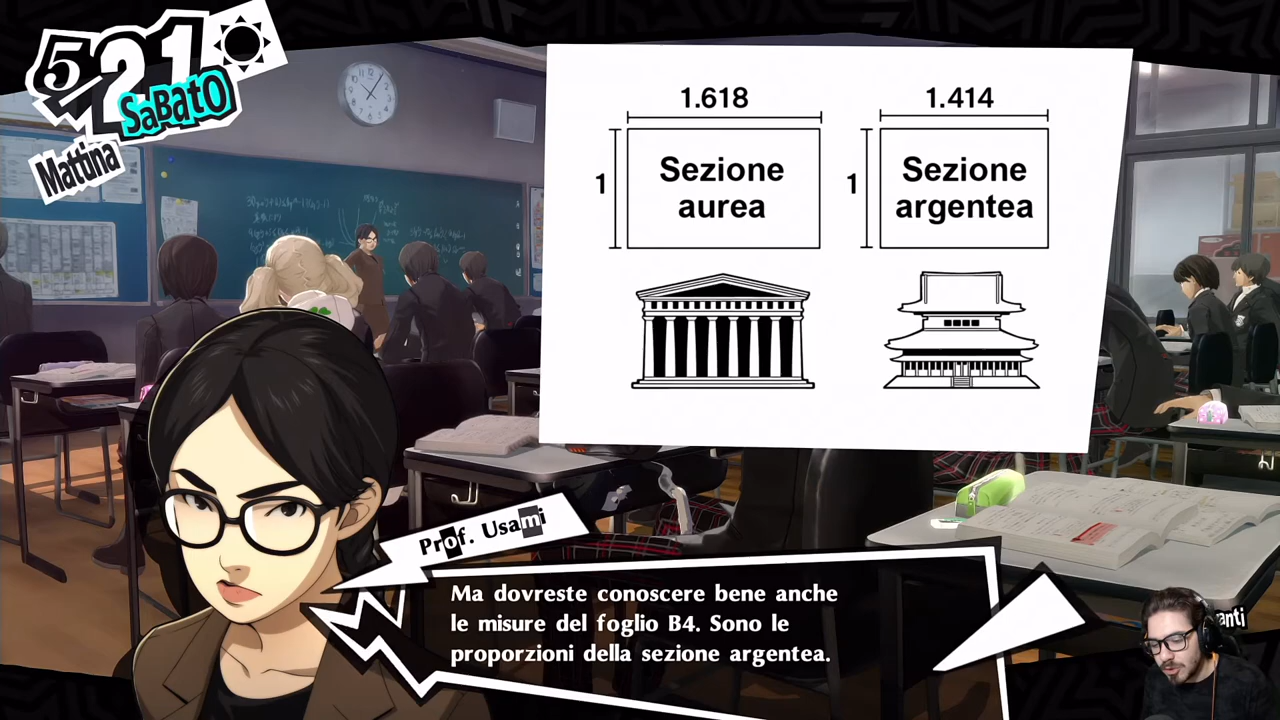 5/21
Sabato
Mattina
1.618
1
Sezione
aurea
1.414
1
Sezione
argentea
Prof. Usami
Ma dovreste conoscere bene anche
le misure del foglio B4. Sono le
proporzioni della sezione argentea.
anti